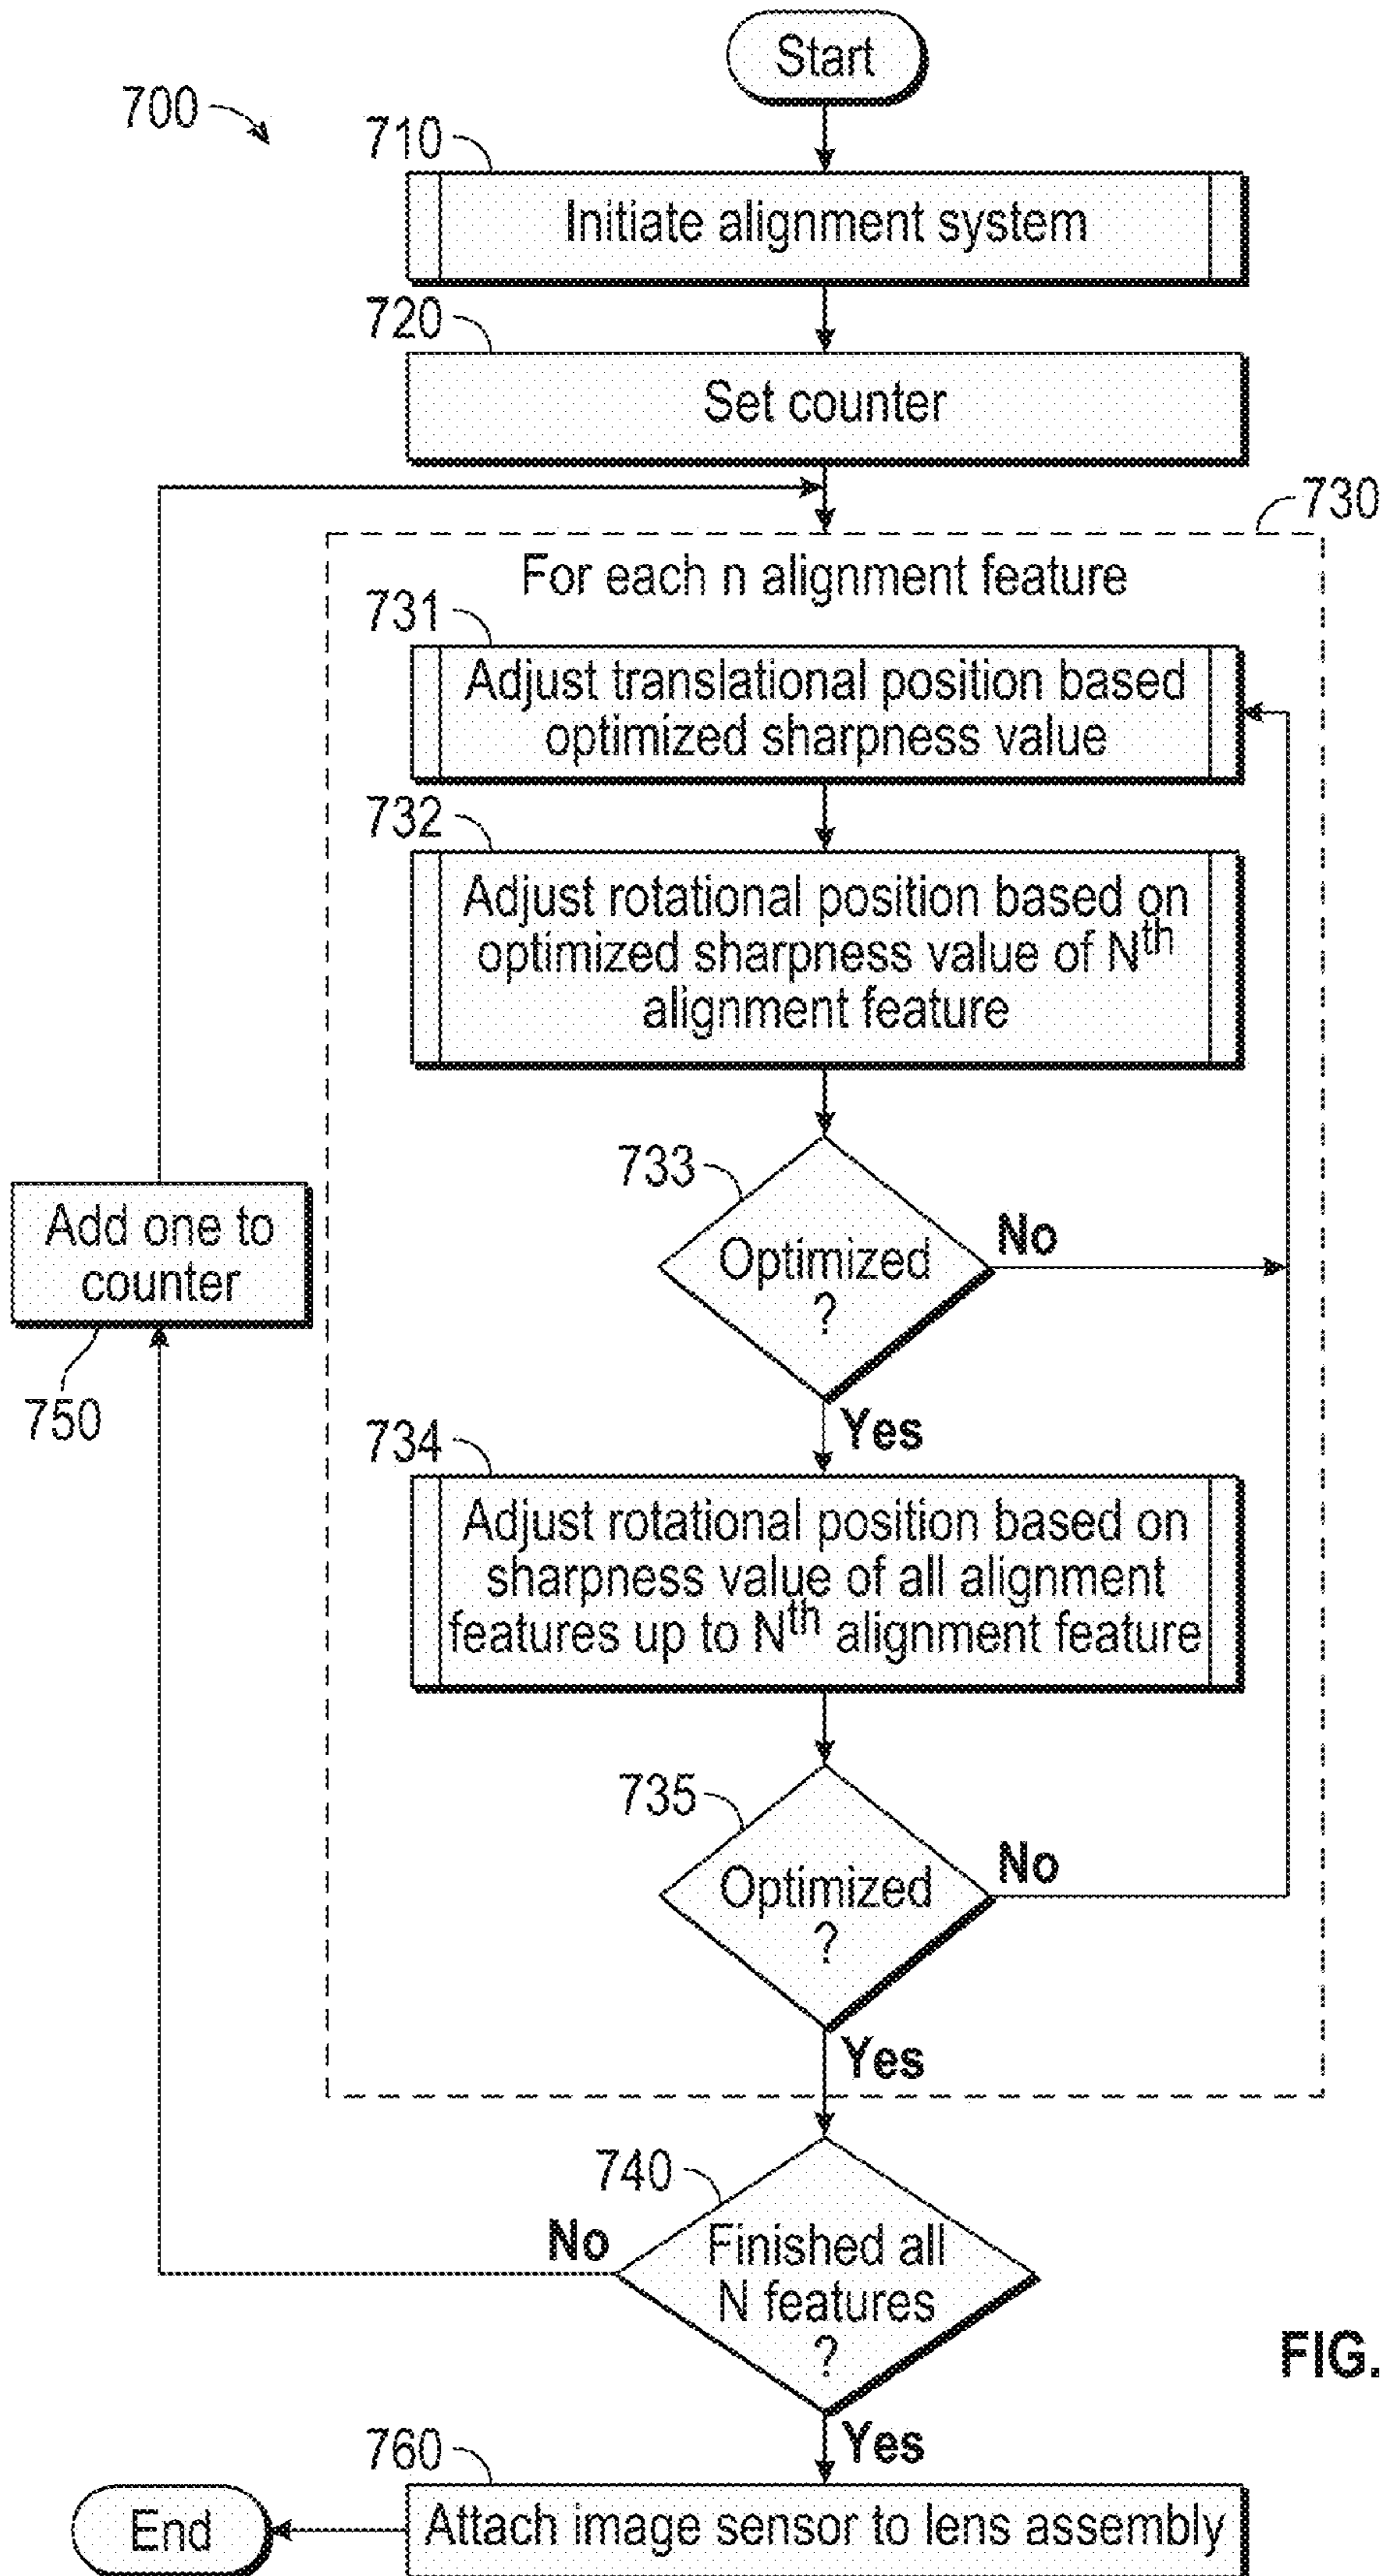 Start
700
710
Initiate alignment system
720
Set counter
730
For each n alignment feature
731
Adjust translational position based
optimized sharpness value
732
Adjust rotational position based on
optimized sharpness value of Nth
alignment feature
733
Optimized
?
No
Add one to
counter
750
Yes
734
Adjust rotational position based on
sharpness value of all alignment
features up to Nth alignment feature
735
Optimized
?
No
Yes
740
No
Finished all
N features
?
FIG.
Yes
760
Attach image sensor to lens assembly
End